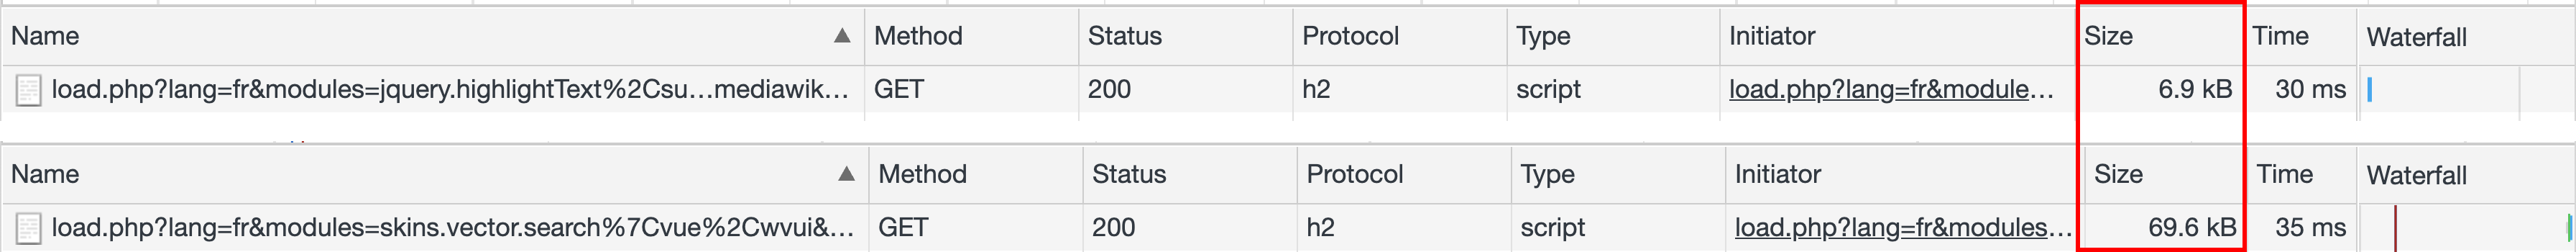 Name ▲ Method Status Protocol Type Initiator Size Time Waterfall
load.php?lang=fr&modules=jquery.highlightText%2Csu...mediawik... GET 200 h2 script load.php?lang=fr&module... 6.9 kB 30 ms
Name ▲ Method Status Protocol Type Initiator Size Time Waterfall
load.php?lang=fr&modules=skins.vector.search%7Cvue%2Cwvui&... GET 200 h2 script load.php?lang=fr&modules... 69.6 kB 35 ms